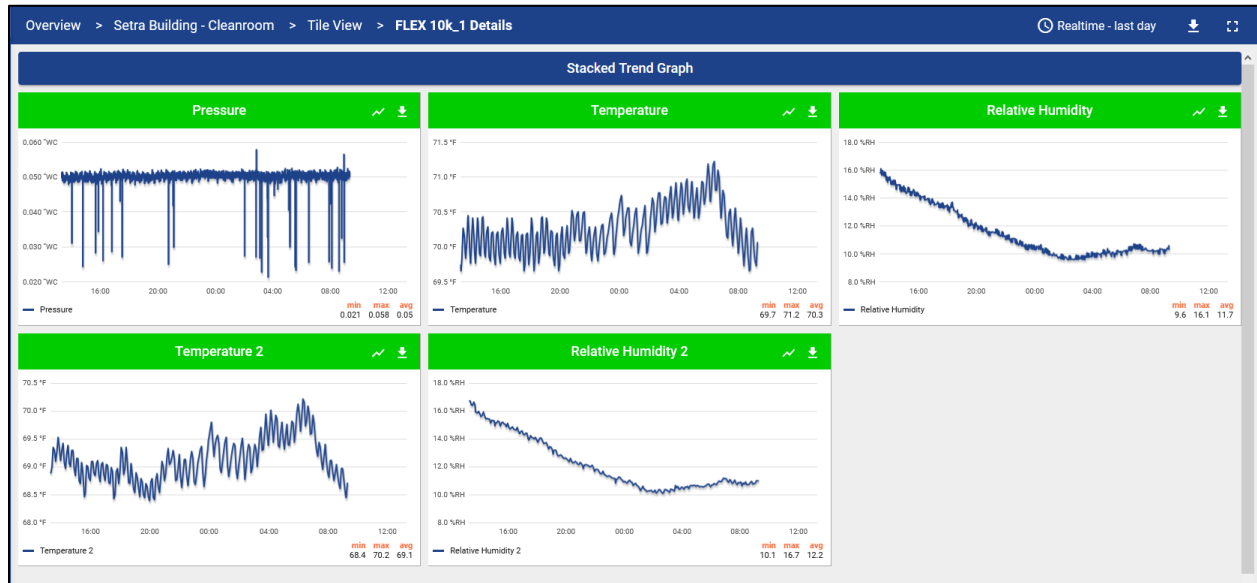 Overview > Setra Building - Cleanroom > Tile View > FLEX 10k_1 Details
Realtime - last day
Stacked Trend Graph
Pressure
0.060 "WC
0.050 "WC
0.040 "WC
0.030 "WC
0.020 "WC
16:00 20:00 00:00 04:00 08:00 12:00
Pressure
min max avg
0.021 0.058 0.05
Temperature
71.5 °F
71.0 °F
70.5 °F
70.0 °F
69.5 °F
16:00 20:00 00:00 04:00 08:00 12:00
Temperature
min max avg
69.7 71.2 70.3
Relative Humidity
18.0 %RH
16.0 %RH
14.0 %RH
12.0 %RH
10.0 %RH
8.0 %RH
16:00 20:00 00:00 04:00 08:00 12:00
Relative Humidity
min max avg
9.6 16.1 11.7
Temperature 2
70.5 °F
70.0 °F
69.5 °F
69.0 °F
68.5 °F
68.0 °F
16:00 20:00 00:00 04:00 08:00 12:00
Temperature 2
min max avg
68.4 70.2 69.1
Relative Humidity 2
18.0 %RH
16.0 %RH
14.0 %RH
12.0 %RH
10.0 %RH
8.0 %RH
16:00 20:00 00:00 04:00 08:00 12:00
Relative Humidity 2
min max avg
10.1 16.7 12.2